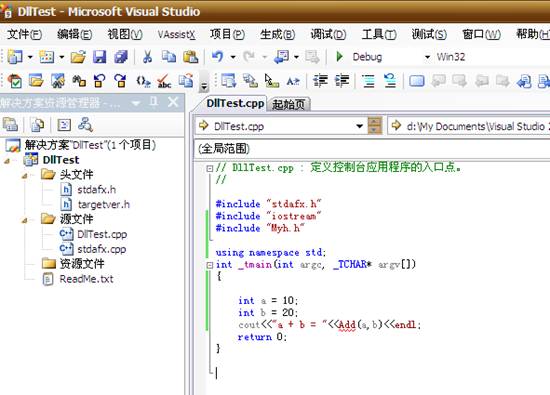 DllTest - Microsoft Visual Studio
文件(F) 编辑(E) 视图(V) VAssistX 项目(P) 生成(B) 调试(D) 工具(T) 测试(S) 窗口(W) 帮助(H)
Debug Win32
解决方案资源管理器 - ...
DllTest.cpp 起始页
DllTest.cpp d:\My Documents\Visual Studio 2
(全局范围)
解决方案"DllTest"(1 个项目)
DllTest
头文件
stdafx.h
targetver.h
源文件
DllTest.cpp
stdafx.cpp
资源文件
ReadMe.txt
// DllTest.cpp : 定义控制台应用程序的入口点。
//
#include "stdafx.h"
#include "iostream"
#include "Myh.h"
using namespace std;
int _tmain(int argc, _TCHAR* argv[])
{
int a = 10;
int b = 20;
cout<<"a + b = "<<Add(a,b)<<endl;
return 0;
}